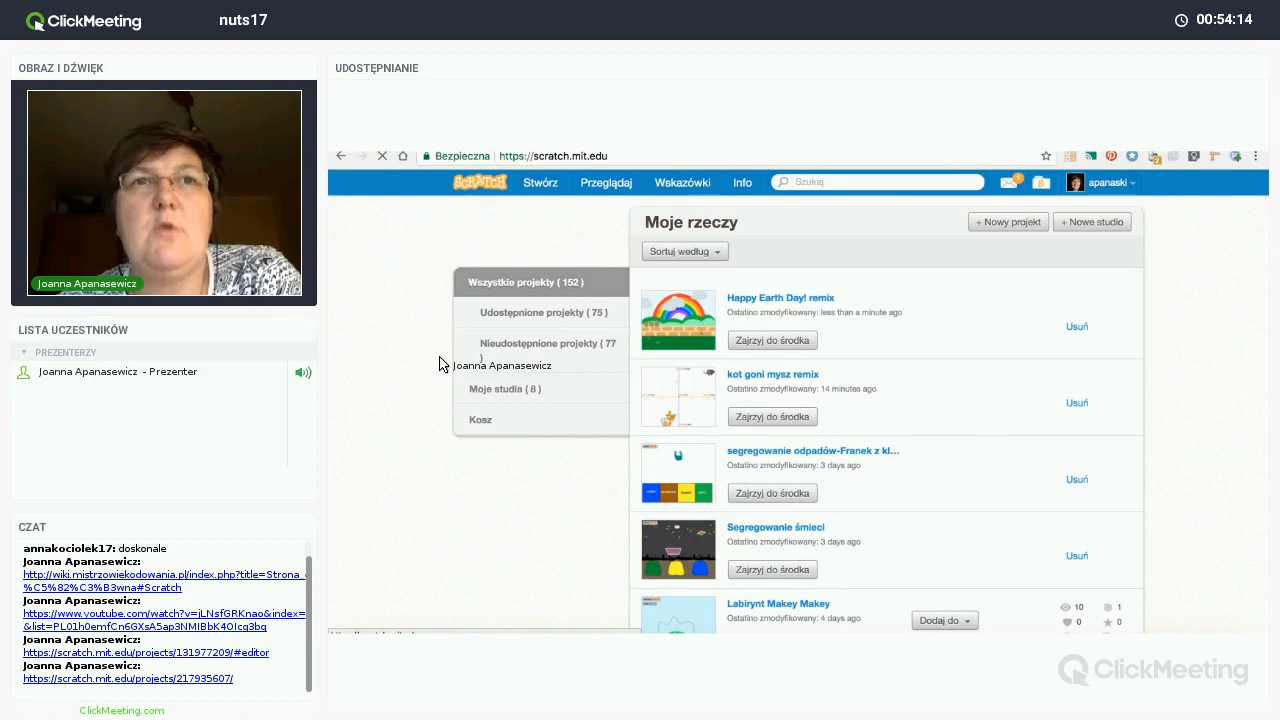 ClickMeeting
nuts17
00:54:14
OBRAZ I DŹWIĘK
Joanna Apanasewicz
LISTA UCZESTNIKÓW
PREZENTERZY
Joanna Apanasewicz - Prezenter
CZAT
annakociolek17: doskonale
Joanna Apanasewicz:
http://wiki.mistrzowiekodowania.pl/index.php?title=Strona_
%C5%82%C3%B3wna#Scratch
Joanna Apanasewicz:
https://www.youtube.com/watch?v=jLNsfGRKnao&index=
&list=PL01h0emfCn6GXsA5ap3NMIBbK4OIcq3bq
Joanna Apanasewicz:
https://scratch.mit.edu/projects/131977209/#editor
Joanna Apanasewicz:
https://scratch.mit.edu/projects/217935607/
ClickMeeting.com
UDOSTĘPNIANIE
Bezpieczna https://scratch.mit.edu
SCRATCH Stwórz Przeglądaj Wskazówki Info Szukaj 1 apanaski
Moje rzeczy
+ Nowy projekt + Nowe studio
Sortuj według
Wszystkie projekty ( 152 )
Udostępnione projekty ( 75 )
Nieudostępnione projekty ( 77
)
Joanna Apanasewicz
Moje studia ( 8 )
Kosz
Happy Earth Day! remix
Ostatino zmodyfikowany: less than a minute ago
Zajrzyj do środka
Usuń
kot goni mysz remix
Ostatino zmodyfikowany: 14 minutes ago
Zajrzyj do środka
Usuń
segregowanie odpadów-Franek z kl...
Ostatino zmodyfikowany: 3 days ago
Zajrzyj do środka
Usuń
Segregowanie śmieci
Ostatino zmodyfikowany: 3 days ago
Zajrzyj do środka
Usuń
Labirynt Makey Makey
Ostatino zmodyfikowany: 4 days ago
Dodaj do
10 1
0 0
ClickMeeting